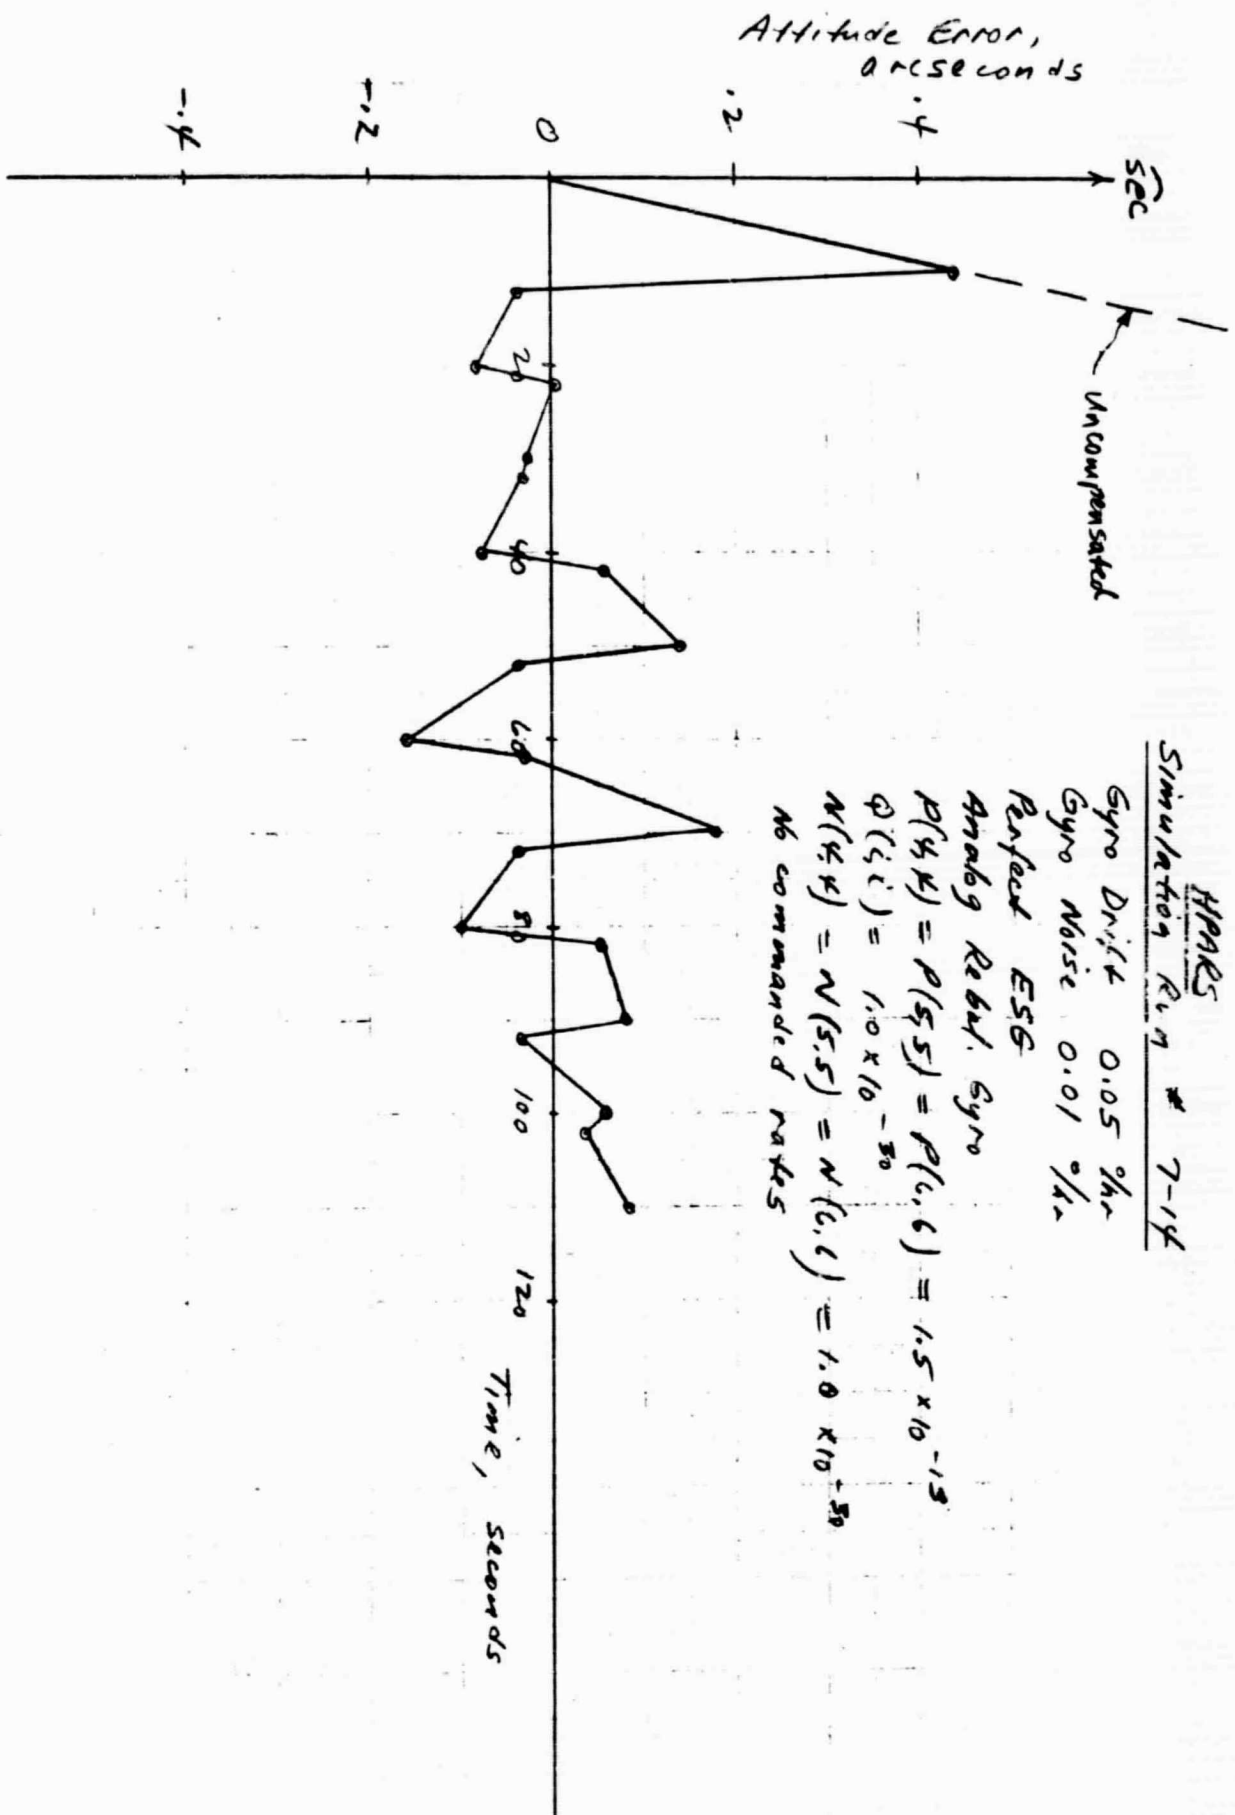 Attitude Error,
arcseconds
-.4
-.2
0
.2
.4
sec
Uncompensated
HPARS
Simulation Run # 7-14
Gyro Drift 0.05 °/hr
Gyro Noise 0.01 °/hr
Perfect ESG
Analog Rebal. Gyro
P(4,4) = P(5,5) = P(6,6) = 1.5 x 10^-13
Q(i,i) = 1.0 x 10^-30
N(4,4) = N(5,5) = N(6,6) = 1.0 x 10^-30
No commanded rates
20
40
60
80
100
120
Time, seconds